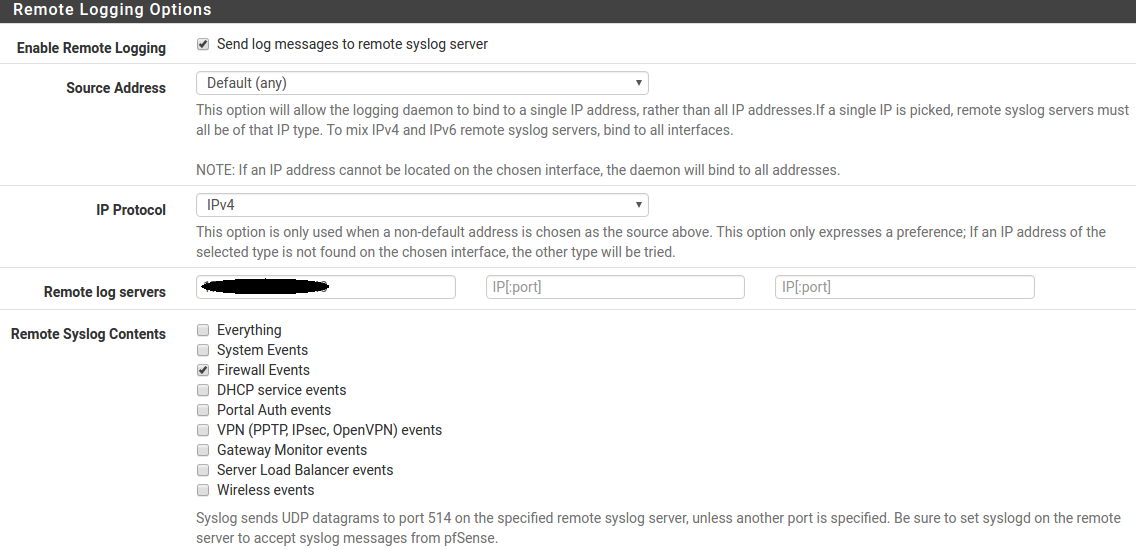 Remote Logging Options
Enable Remote Logging
Send log messages to remote syslog server
Source Address
Default (any)
This option will allow the logging daemon to bind to a single IP address, rather than all IP addresses.If a single IP is picked, remote syslog servers must
all be of that IP type. To mix IPv4 and IPv6 remote syslog servers, bind to all interfaces.
NOTE: If an IP address cannot be located on the chosen interface, the daemon will bind to all addresses.
IP Protocol
IPv4
This option is only used when a non-default address is chosen as the source above. This option only expresses a preference; If an IP address of the
selected type is not found on the chosen interface, the other type will be tried.
Remote log servers
IP[:port]
IP[:port]
Remote Syslog Contents
Everything
System Events
Firewall Events
DHCP service events
Portal Auth events
VPN (PPTP, IPsec, OpenVPN) events
Gateway Monitor events
Server Load Balancer events
Wireless events
Syslog sends UDP datagrams to port 514 on the specified remote syslog server, unless another port is specified. Be sure to set syslogd on the remote
server to accept syslog messages from pfSense.